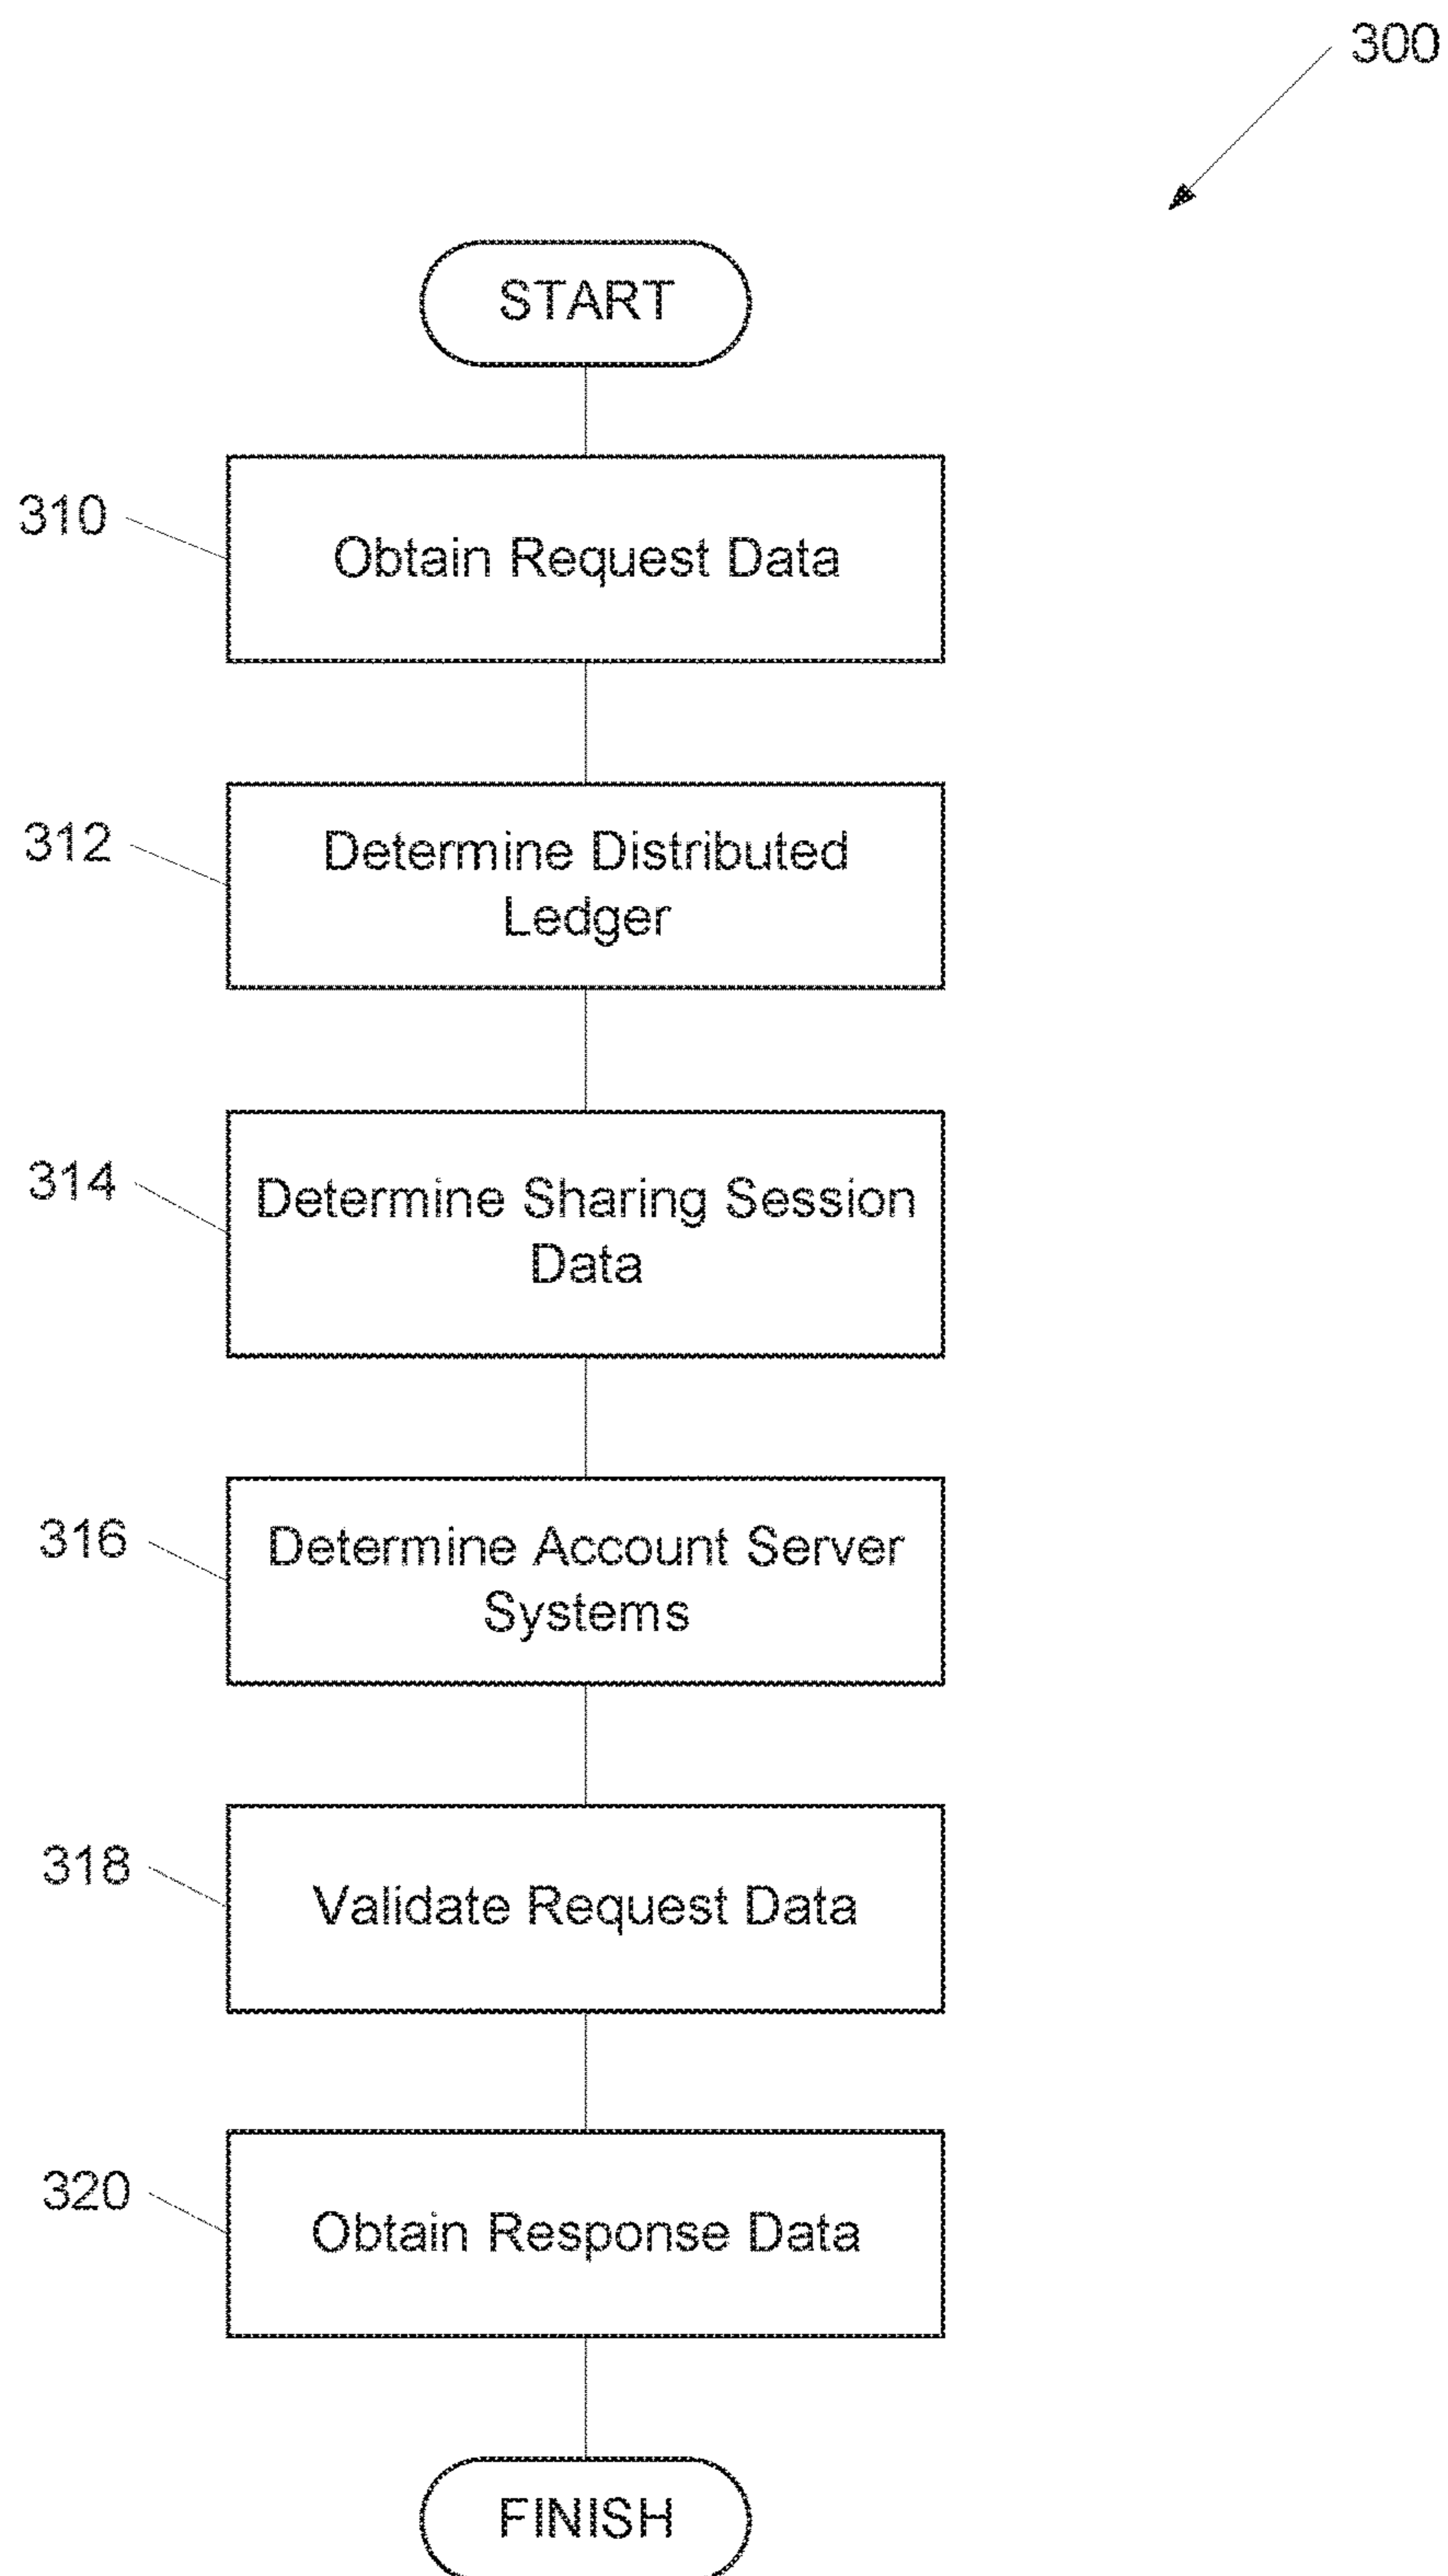 300
START
310
Obtain Request Data
312
Determine Distributed
Ledger
314
Determine Sharing Session
Data
316
Determine Account Server
Systems
318
Validate Request Data
320
Obtain Response Data
FINISH